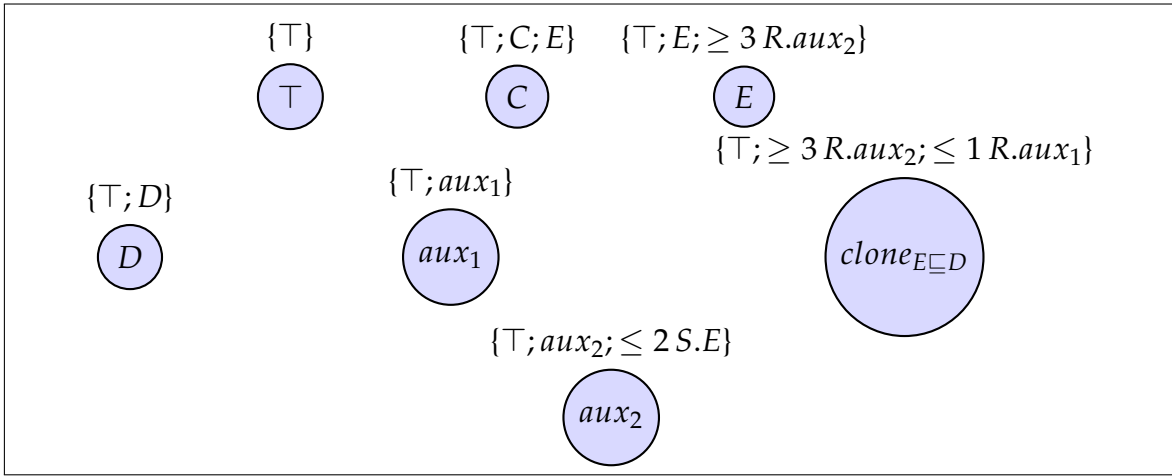 {⊤}
{⊤; C; E}
{⊤; E; ≥ 3 R.aux₂}
⊤
C
E
{⊤; ≥ 3 R.aux₂; ≤ 1 R.aux₁}
{⊤; D}
{⊤; aux₁}
D
aux₁
clone_{E⊑D}
{⊤; aux₂; ≤ 2 S.E}
aux₂